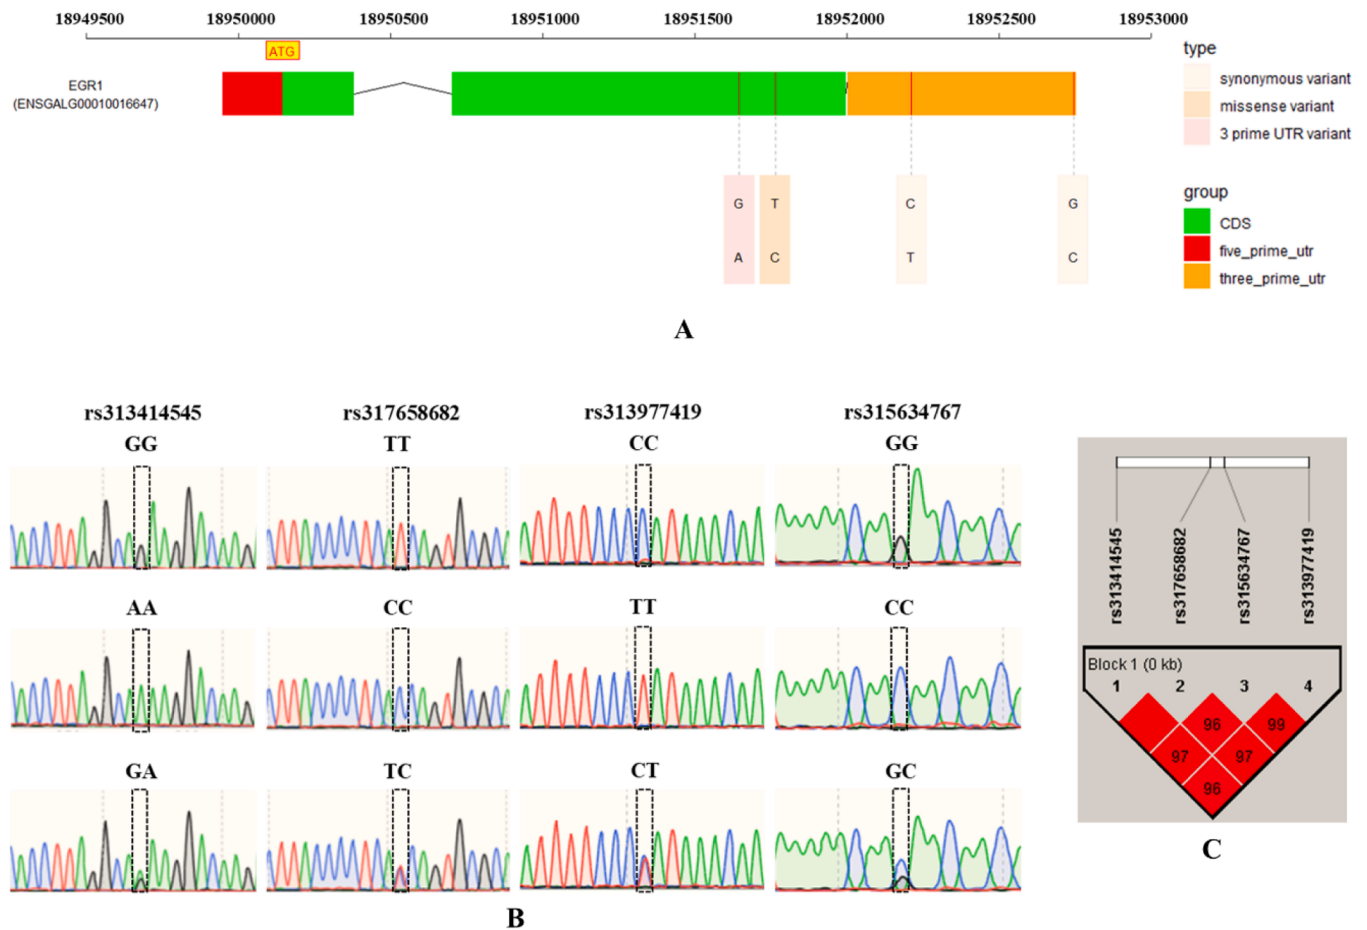 18949500 18950000 18950500 18951000 18951500 18952000 18952500 18953000
ATG
EGR1
(ENSGALG00010016647)
type
synonymous variant
missense variant
3 prime UTR variant
G T C G
A C T C
group
CDS
five_prime_utr
three_prime_utr
A
rs313414545 rs317658682 rs313977419 rs315634767
GG TT CC GG
AA CC TT CC
GA TC CT GC
B
rs313414545
rs317658682
rs315634767
rs313977419
Block 1 (0 kb)
1 2 3 4
96 99
97 97
96
C